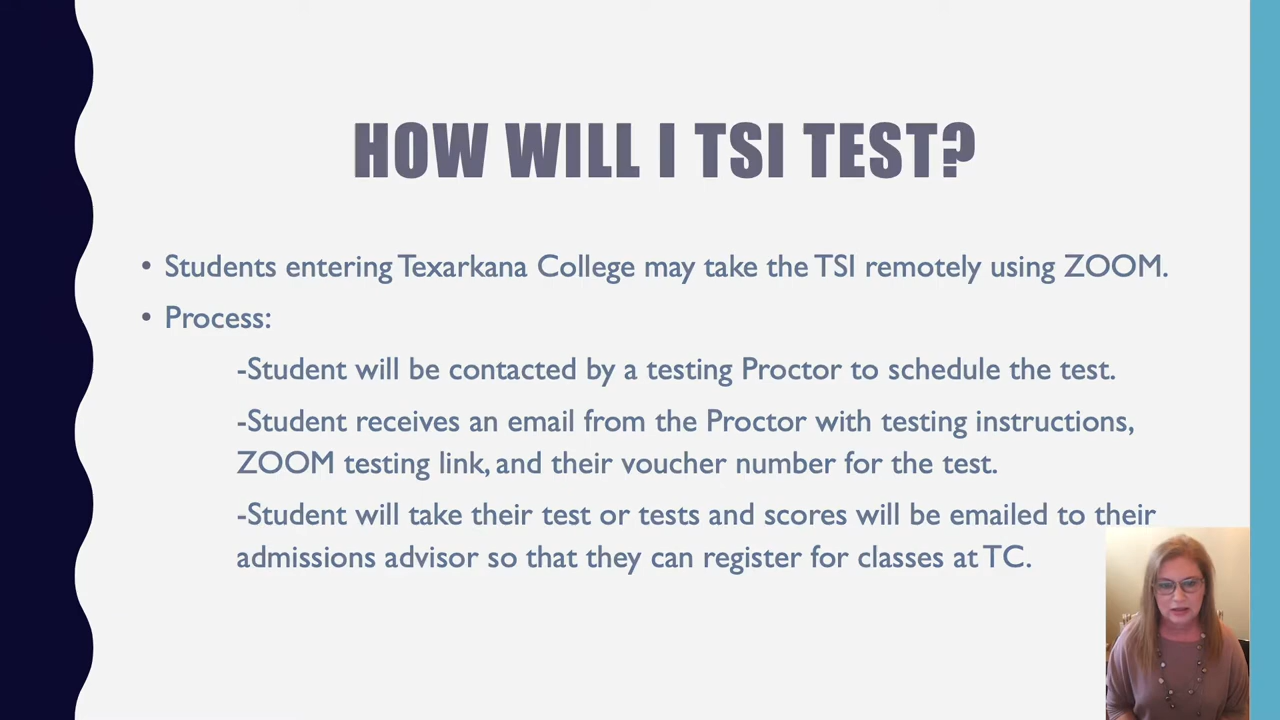 HOW WILL I TSI TEST?
• Students entering Texarkana College may take the TSI remotely using ZOOM.
• Process:
-Student will be contacted by a testing Proctor to schedule the test.
-Student receives an email from the Proctor with testing instructions,
ZOOM testing link, and their voucher number for the test.
-Student will take their test or tests and scores will be emailed to their
admissions advisor so that they can register for classes at TC.